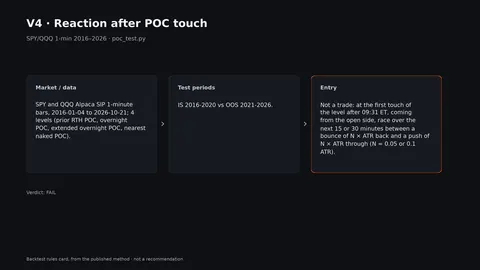 V4 · Reaction after POC touch
SPY/QQQ 1-min 2016–2026 · poc_test.py
Market / data
SPY and QQQ Alpaca SIP 1-minute
bars, 2016-01-04 to 2026-10-21; 4
levels (prior RTH POC, overnight
POC, extended overnight POC, nearest
naked POC).
›
Test periods
IS 2016-2020 vs OOS 2021-2026.
›
Entry
Not a trade: at the first touch of
the level after 09:31 ET, coming
from the open side, race over the
next 15 or 30 minutes between a
bounce of N × ATR back and a push of
N × ATR through (N = 0.05 or 0.1
ATR).
Verdict: FAIL
Backtest rules card, from the published method · not a recommendation